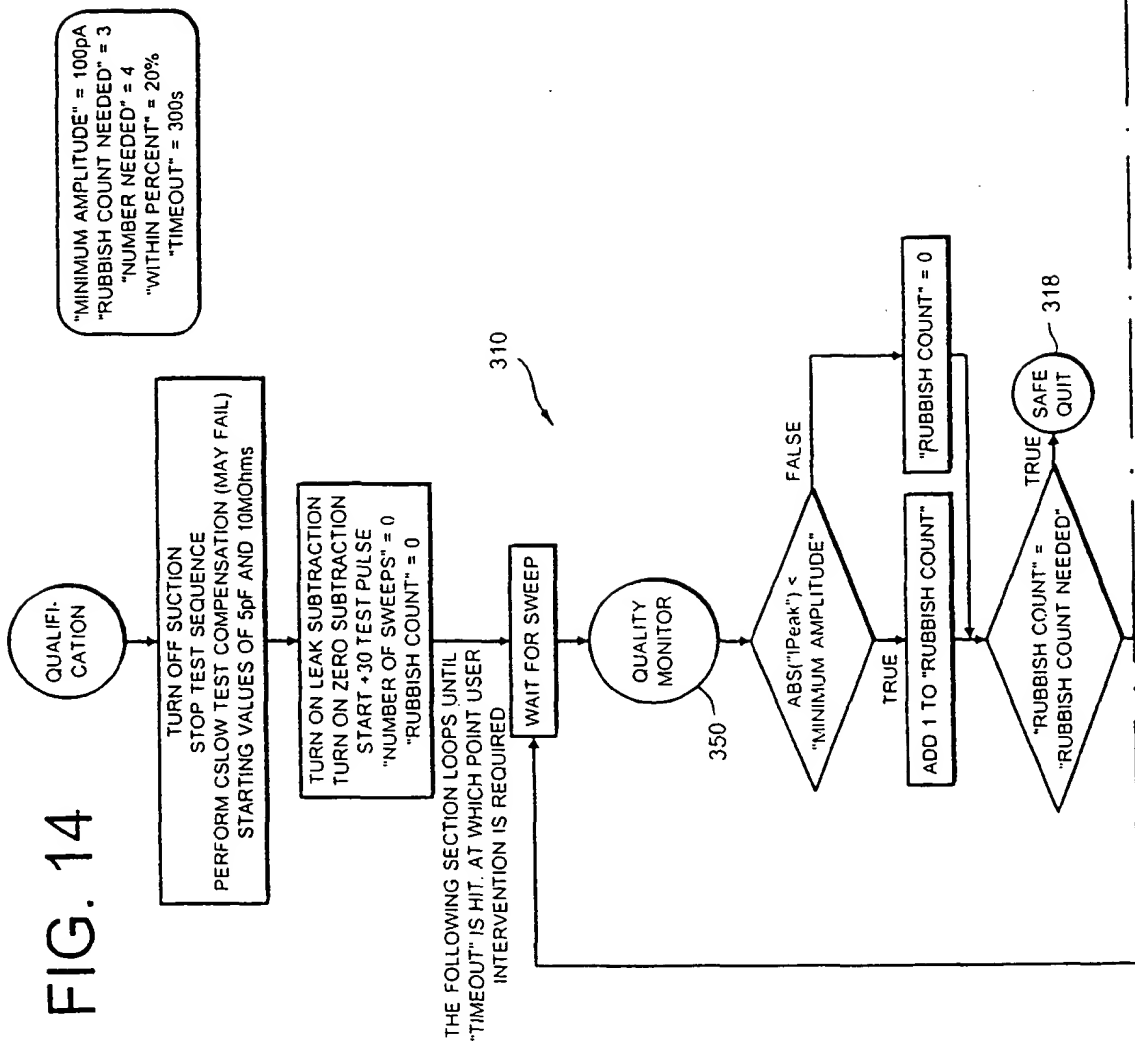 FIG. 14
QUALIFI-
CATION
"MINIMUM AMPLITUDE" = 100pA
"RUBBISH COUNT NEEDED" = 3
"NUMBER NEEDED" = 4
"WITHIN PERCENT" = 20%
"TIMEOUT" = 300s
TURN OFF SUCTION
STOP TEST SEQUENCE
PERFORM CSLOW TEST COMPENSATION (MAY FAIL)
STARTING VALUES OF 5pF AND 10MOhms
TURN ON LEAK SUBTRACTION
TURN ON ZERO SUBTRACTION
START +30 TEST PULSE
"NUMBER OF SWEEPS" = 0
"RUBBISH COUNT" = 0
THE FOLLOWING SECTION LOOPS UNTIL
"TIMEOUT" IS HIT. AT WHICH POINT USER
INTERVENTION IS REQUIRED
310
WAIT FOR SWEEP
QUALITY
MONITOR
350
ABS("IPeak") <
"MINIMUM AMPLITUDE"
FALSE
TRUE
ADD 1 TO "RUBBISH COUNT"
"RUBBISH COUNT" = 0
"RUBBISH COUNT" =
"RUBBISH COUNT NEEDED"
TRUE
SAFE
QUIT
318